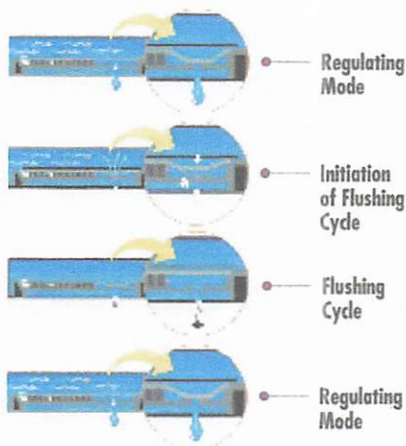 Regulating
Mode
Initiation
of Flushing
Cycle
Flushing
Cycle
Regulating
Mode